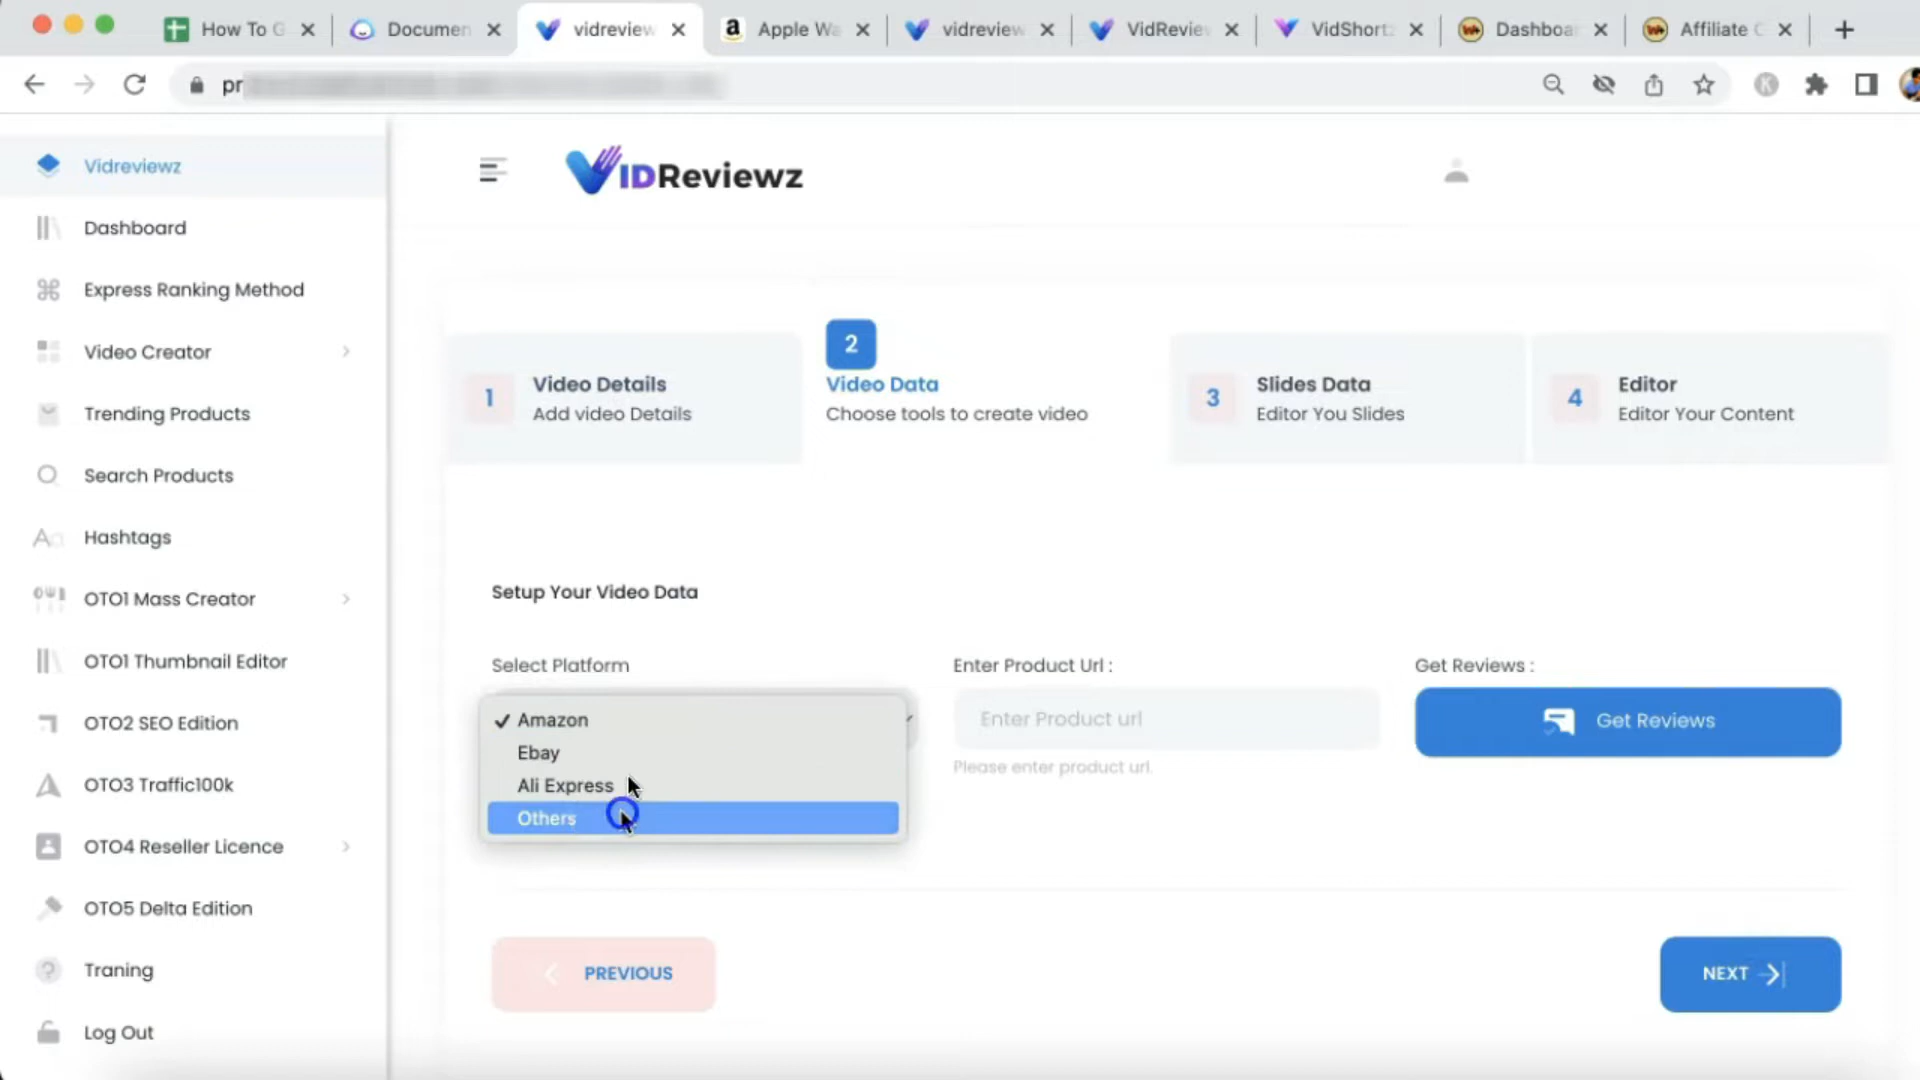 How To G
Documen
vidreview
Apple Wa
vidreview
VidRevie
VidShort
Dashboa
Affiliate C
pr
Vidreviewz
Dashboard
Express Ranking Method
Video Creator
Trending Products
Search Products
Hashtags
OTO1 Mass Creator
OTO1 Thumbnail Editor
OTO2 SEO Edition
OTO3 Traffic100k
OTO4 Reseller Licence
OTO5 Delta Edition
Traning
Log Out
VIDReviewz
1
Video Details
Add video Details
2
Video Data
Choose tools to create video
3
Slides Data
Editor You Slides
4
Editor
Editor Your Content
Setup Your Video Data
Select Platform
Amazon
Ebay
Ali Express
Others
Enter Product Url :
Enter Product url
Please enter product url.
Get Reviews :
Get Reviews
PREVIOUS
NEXT